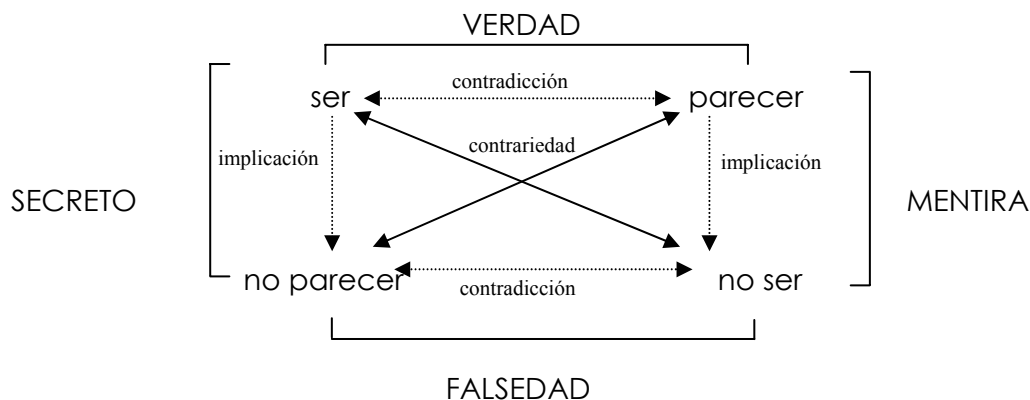 VERDAD
contradicción
ser parecer
contrariedad
implicación implicación
SECRETO MENTIRA
no parecer no ser
contradicción
FALSEDAD